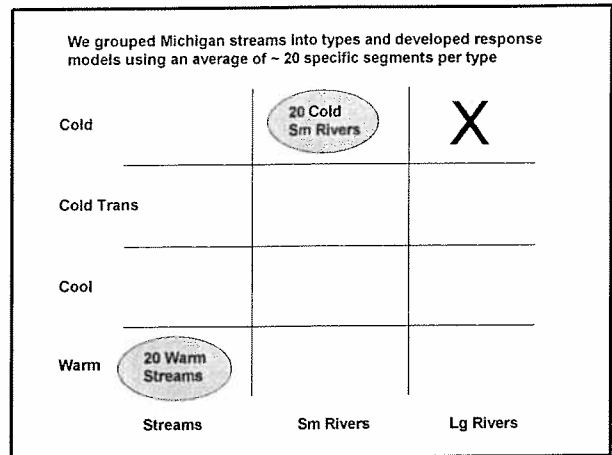 We grouped Michigan streams into types and developed response
models using an average of ~ 20 specific segments per type
Cold
20 Cold
Sm Rivers
X
Cold Trans
Cool
Warm
20 Warm
Streams
Streams
Sm Rivers
Lg Rivers